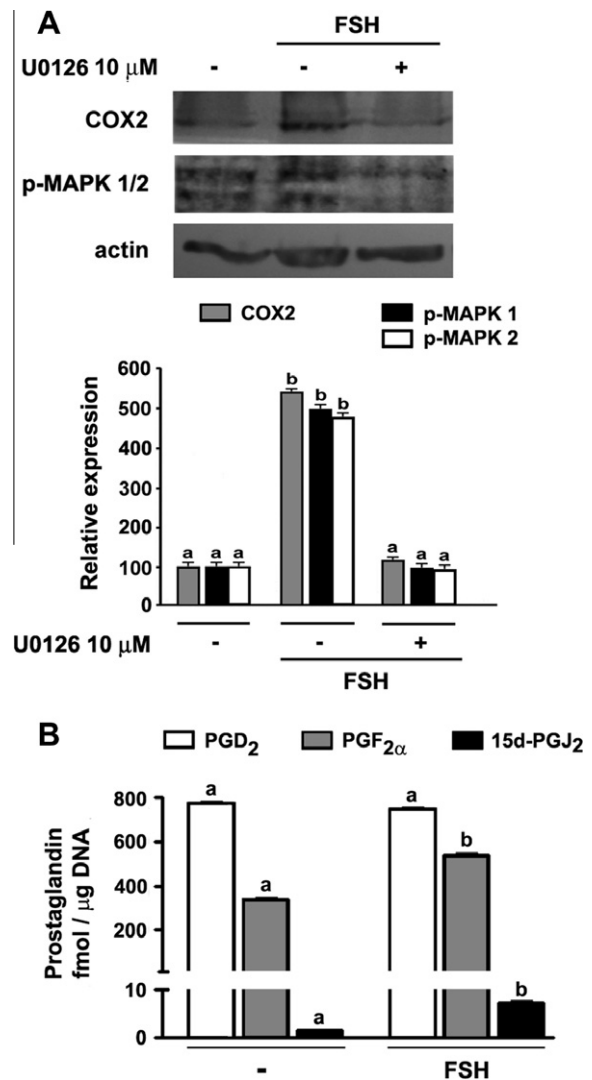 A
FSH
U0126 10 μM - - +
COX2
p-MAPK 1/2
actin
COX2
p-MAPK 1
p-MAPK 2
Relative expression
600
500
400
300
200
100
0
a a a
b b b
a a a
U0126 10 μM - - +
FSH
B
PGD2 PGF2α 15d-PGJ2
Prostaglandin
fmol / μg DNA
800
600
400
200
10
0
a a a
a b b
- FSH